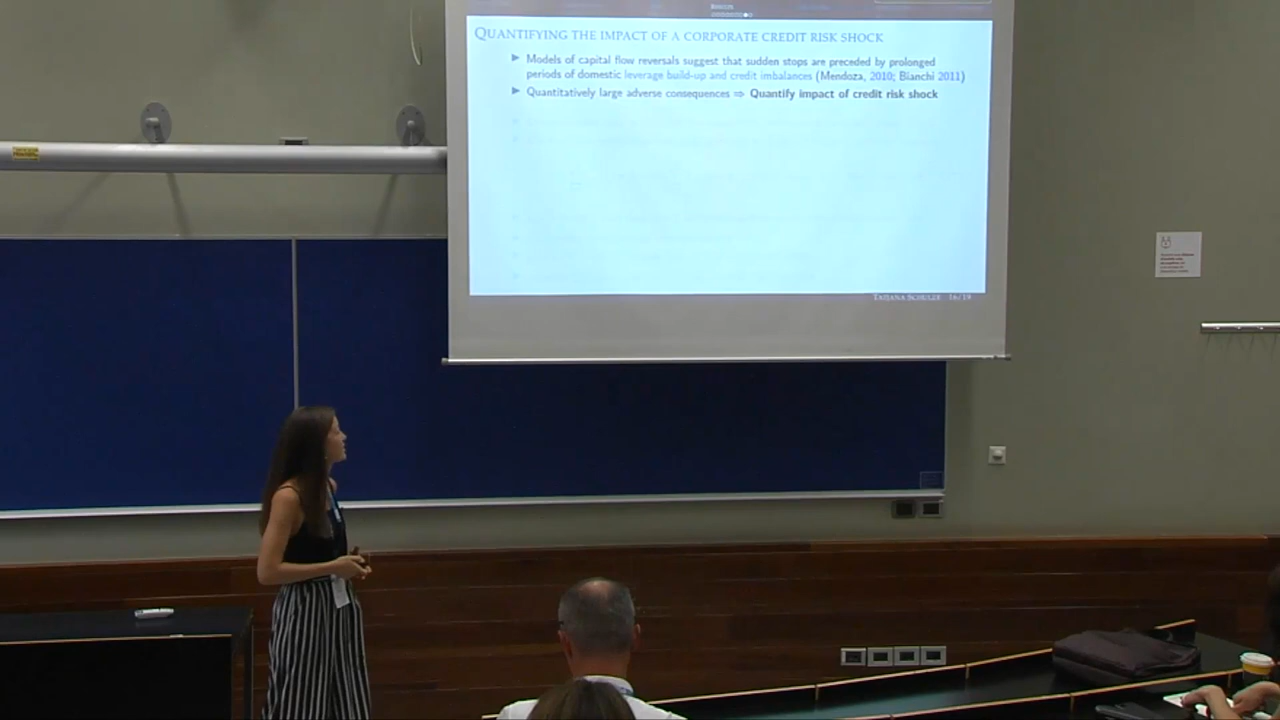 Results
QUANTIFYING THE IMPACT OF A CORPORATE CREDIT RISK SHOCK
Models of capital flow reversals suggest that sudden stops are preceded by prolonged
periods of domestic leverage build-up and credit imbalances (Mendoza, 2010; Bianchi 2011)
Quantitatively large adverse consequences ⇒ Quantify impact of credit risk shock
TATIANA SCHULZE 16/19